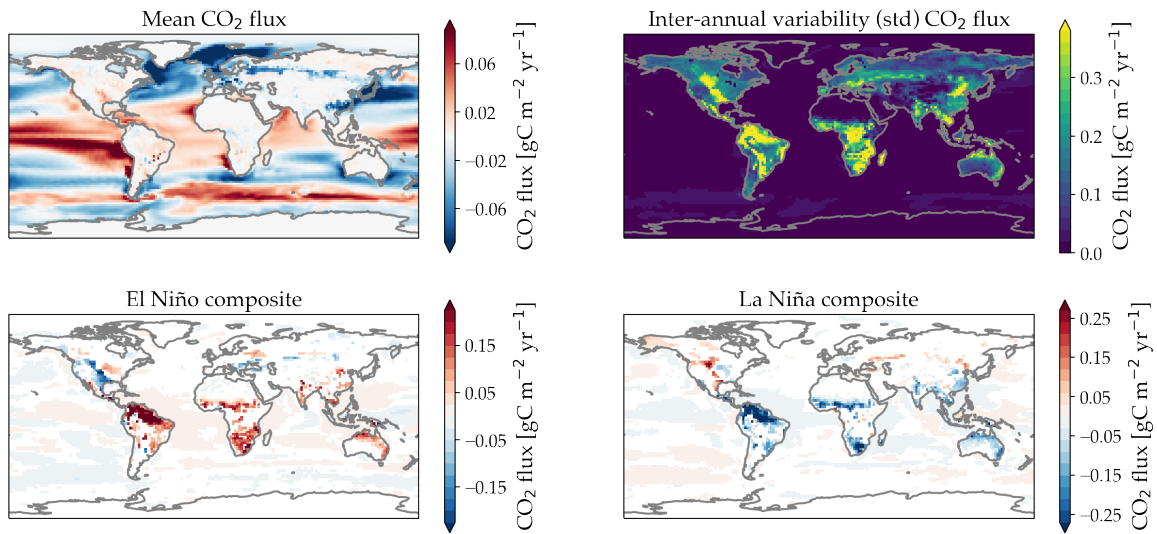 Mean CO₂ flux
0.06
0.02
−0.02
−0.06
CO₂ flux [gC m⁻² yr⁻¹]
Inter-annual variability (std) CO₂ flux
0.3
0.2
0.1
0.0
CO₂ flux [gC m⁻² yr⁻¹]
El Niño composite
0.15
0.05
−0.05
−0.15
CO₂ flux [gC m⁻² yr⁻¹]
La Niña composite
0.25
0.15
0.05
−0.05
−0.15
−0.25
CO₂ flux [gC m⁻² yr⁻¹]